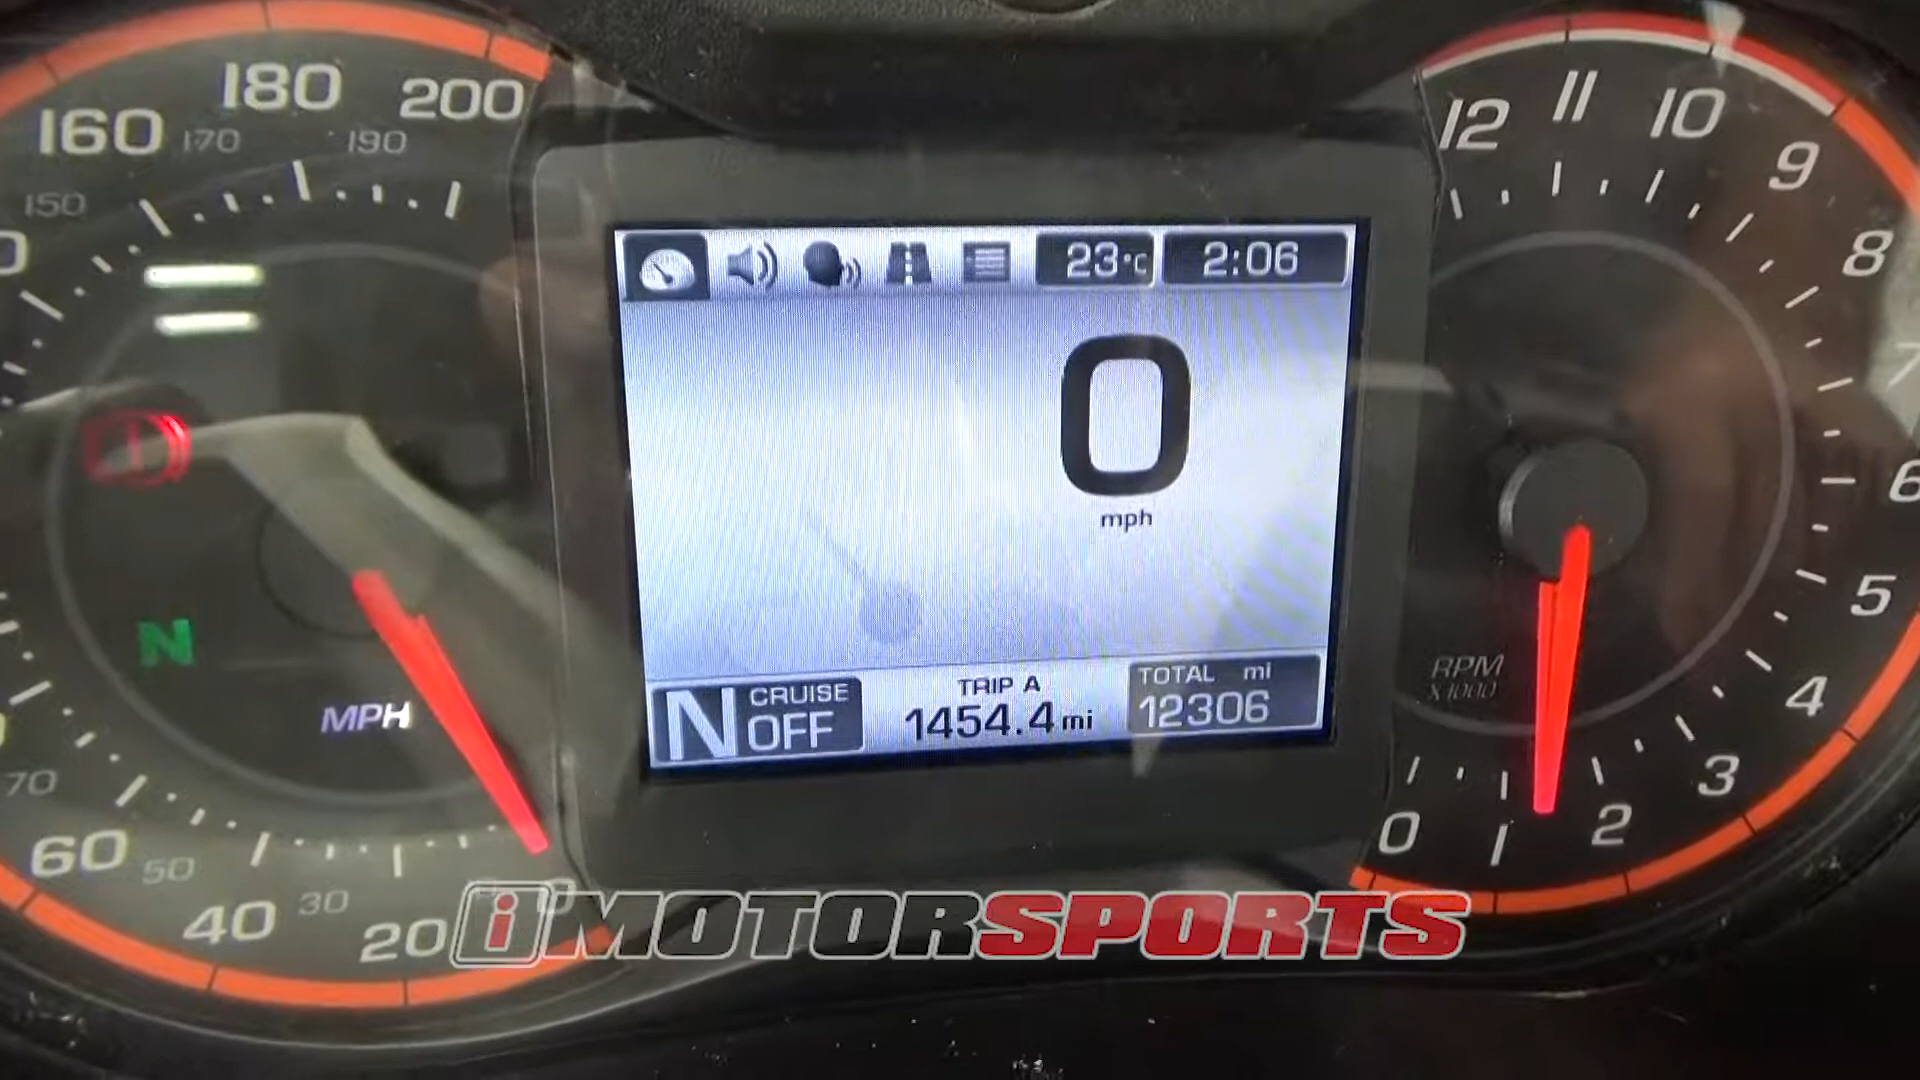 160
180
200
170
190
150
70
60
50
40
30
20
MPH
N
23°C
2:06
0
mph
N
CRUISE
OFF
TRIP A
1454.4 mi
TOTAL mi
12306
12
11
10
9
8
7
6
5
4
3
2
1
0
RPM
X1000
i MOTORSPORTS